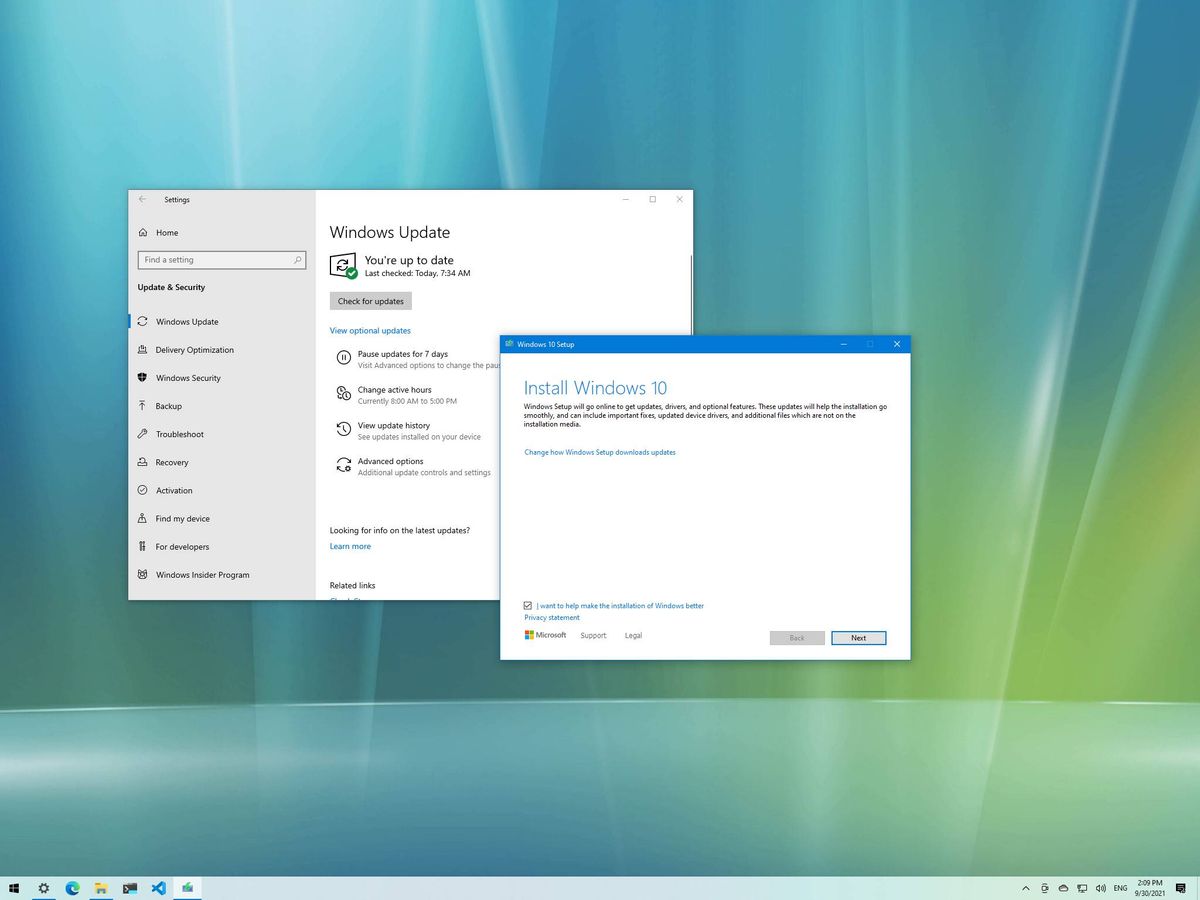 Settings
Home
Find a setting
Update & Security
Windows Update
Delivery Optimization
Windows Security
Backup
Troubleshoot
Recovery
Activation
Find my device
For developers
Windows Insider Program
Windows Update
You're up to date
Last checked: Today, 7:34 AM
Check for updates
View optional updates
Pause updates for 7 days
Visit Advanced options to change the
Change active hours
Currently 8:00 AM to 5:00 PM
View update history
See updates installed on your device
Advanced options
Additional update controls and settings
Looking for info on the latest updates?
Learn more
Related links
Windows 10 Setup
Install Windows 10
Windows Setup will go online to get updates, drivers, and optional features. These updates will help the installation go
smoothly, and can include important fixes, updated device drivers, and additional files which are not on the
installation media.
Change how Windows Setup downloads updates
I want to help make the installation of Windows better
Privacy statement
Microsoft Support Legal
Back Next
ENG
2:09 PM
9/30/2021